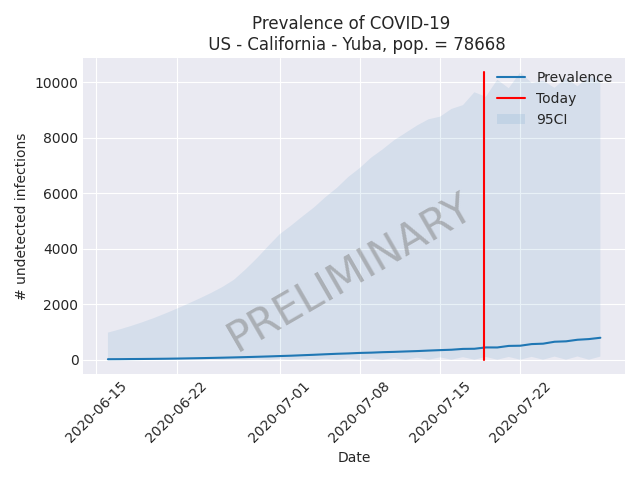 Prevalence of COVID-19
US - California - Yuba, pop. = 78668
Prevalence
Today
95CI
10000
8000
6000
4000
2000
0
# undetected infections
PRELIMINARY
2020-06-15
2020-06-22
2020-07-01
2020-07-08
2020-07-15
2020-07-22
Date